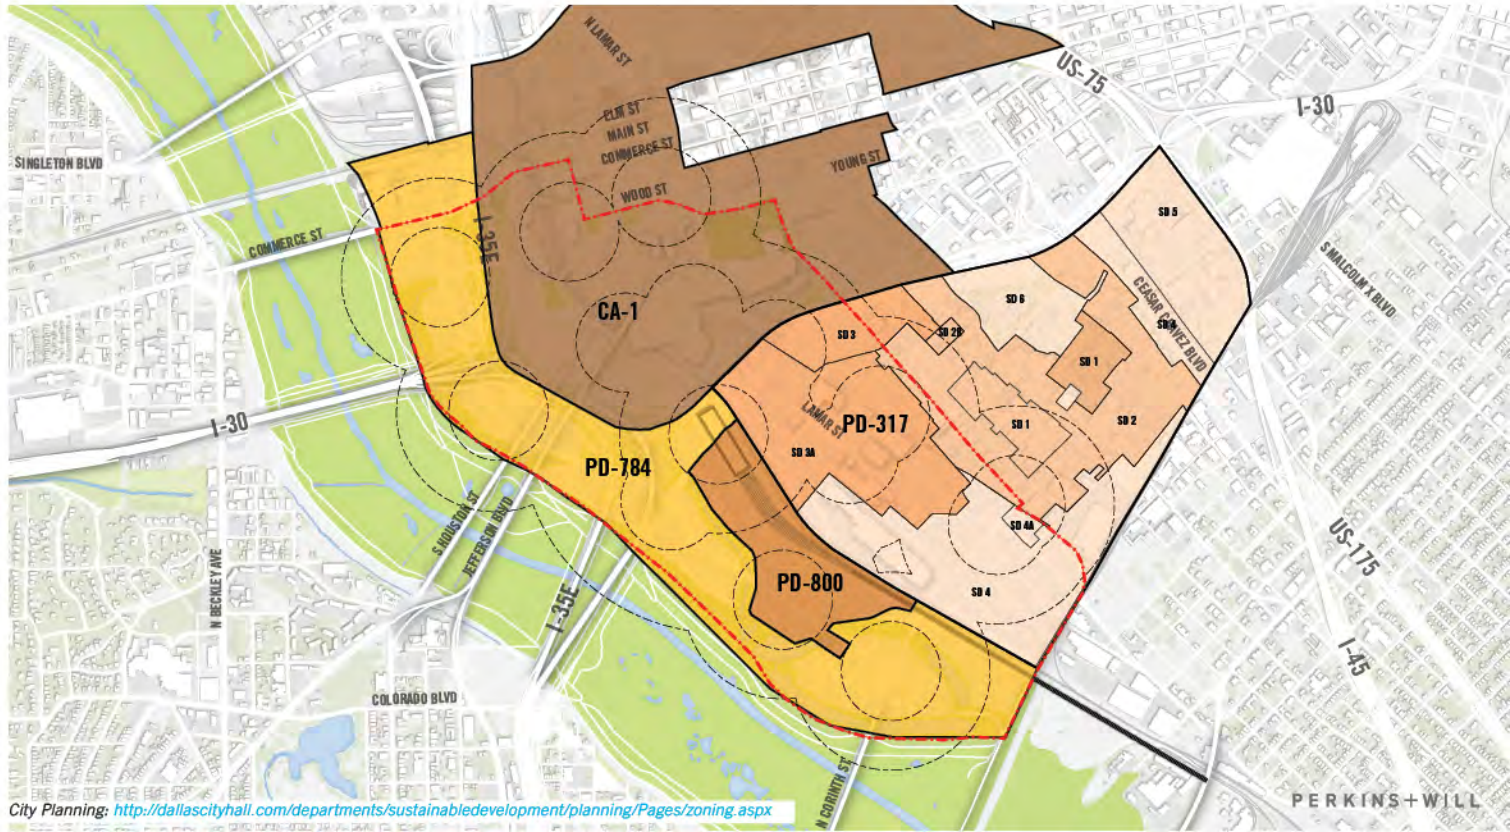 N LAMAR ST
US-75
I-30
ELM ST
MAIN ST
COMMERCE ST
YOUNG ST
SINGLETON BLVD
WOOD ST
SD 5
COMMERCE ST
I-35E
S MALCOLM X BLVD
CEASAR CHAVEZ BLVD
SD 6
CA-1
SD 3
SD 2B
SD 4
SD 1
I-30
LAMAR ST
PD-317
SD 1
SD 2
SD 3A
PD-784
S HOUSTON ST
JEFFERSON BLVD
SD 4A
US-175
N BECKLEY AVE
I-35E
PD-800
SD 4
I-45
COLORADO BLVD
N CORINTH ST
City Planning: http://dallascityhall.com/departments/sustainabledevelopment/planning/Pages/zoning.aspx
PERKINS+WILL